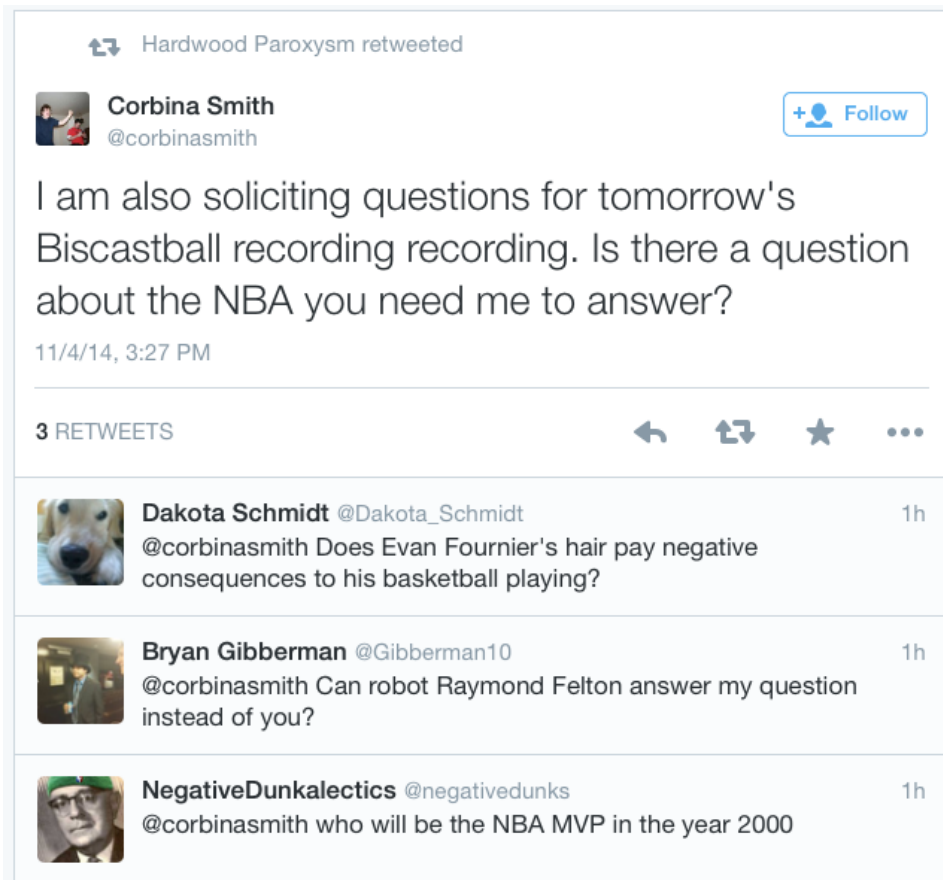 Hardwood Paroxysm retweeted
Corbina Smith
@corbinasmith
Follow
I am also soliciting questions for tomorrow's
Biscastball recording recording. Is there a question
about the NBA you need me to answer?
11/4/14, 3:27 PM
3 RETWEETS
Dakota Schmidt @Dakota_Schmidt 1h
@corbinasmith Does Evan Fournier's hair pay negative
consequences to his basketball playing?
Bryan Gibberman @Gibberman10 1h
@corbinasmith Can robot Raymond Felton answer my question
instead of you?
NegativeDunkalectics @negativedunks 1h
@corbinasmith who will be the NBA MVP in the year 2000